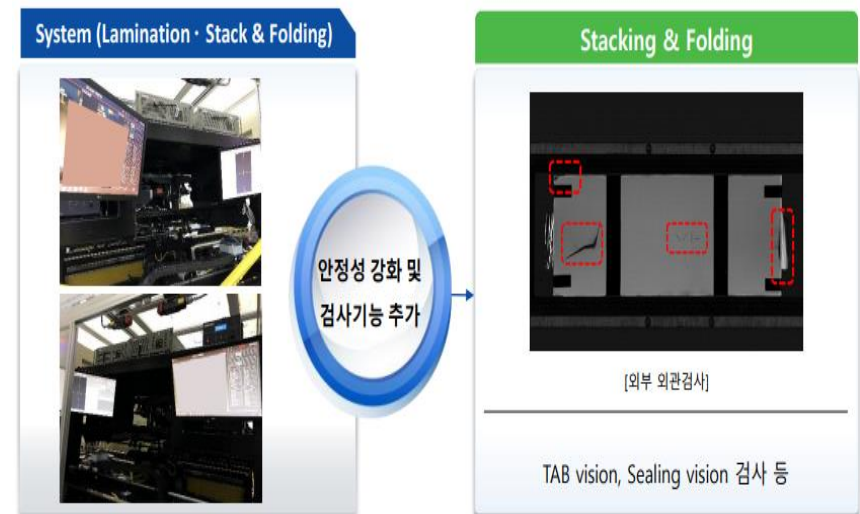 System (Lamination · Stack & Folding)
Stacking & Folding
안정성 강화 및
검사기능 추가
[외부 외관검사]
TAB vision, Sealing vision 검사 등